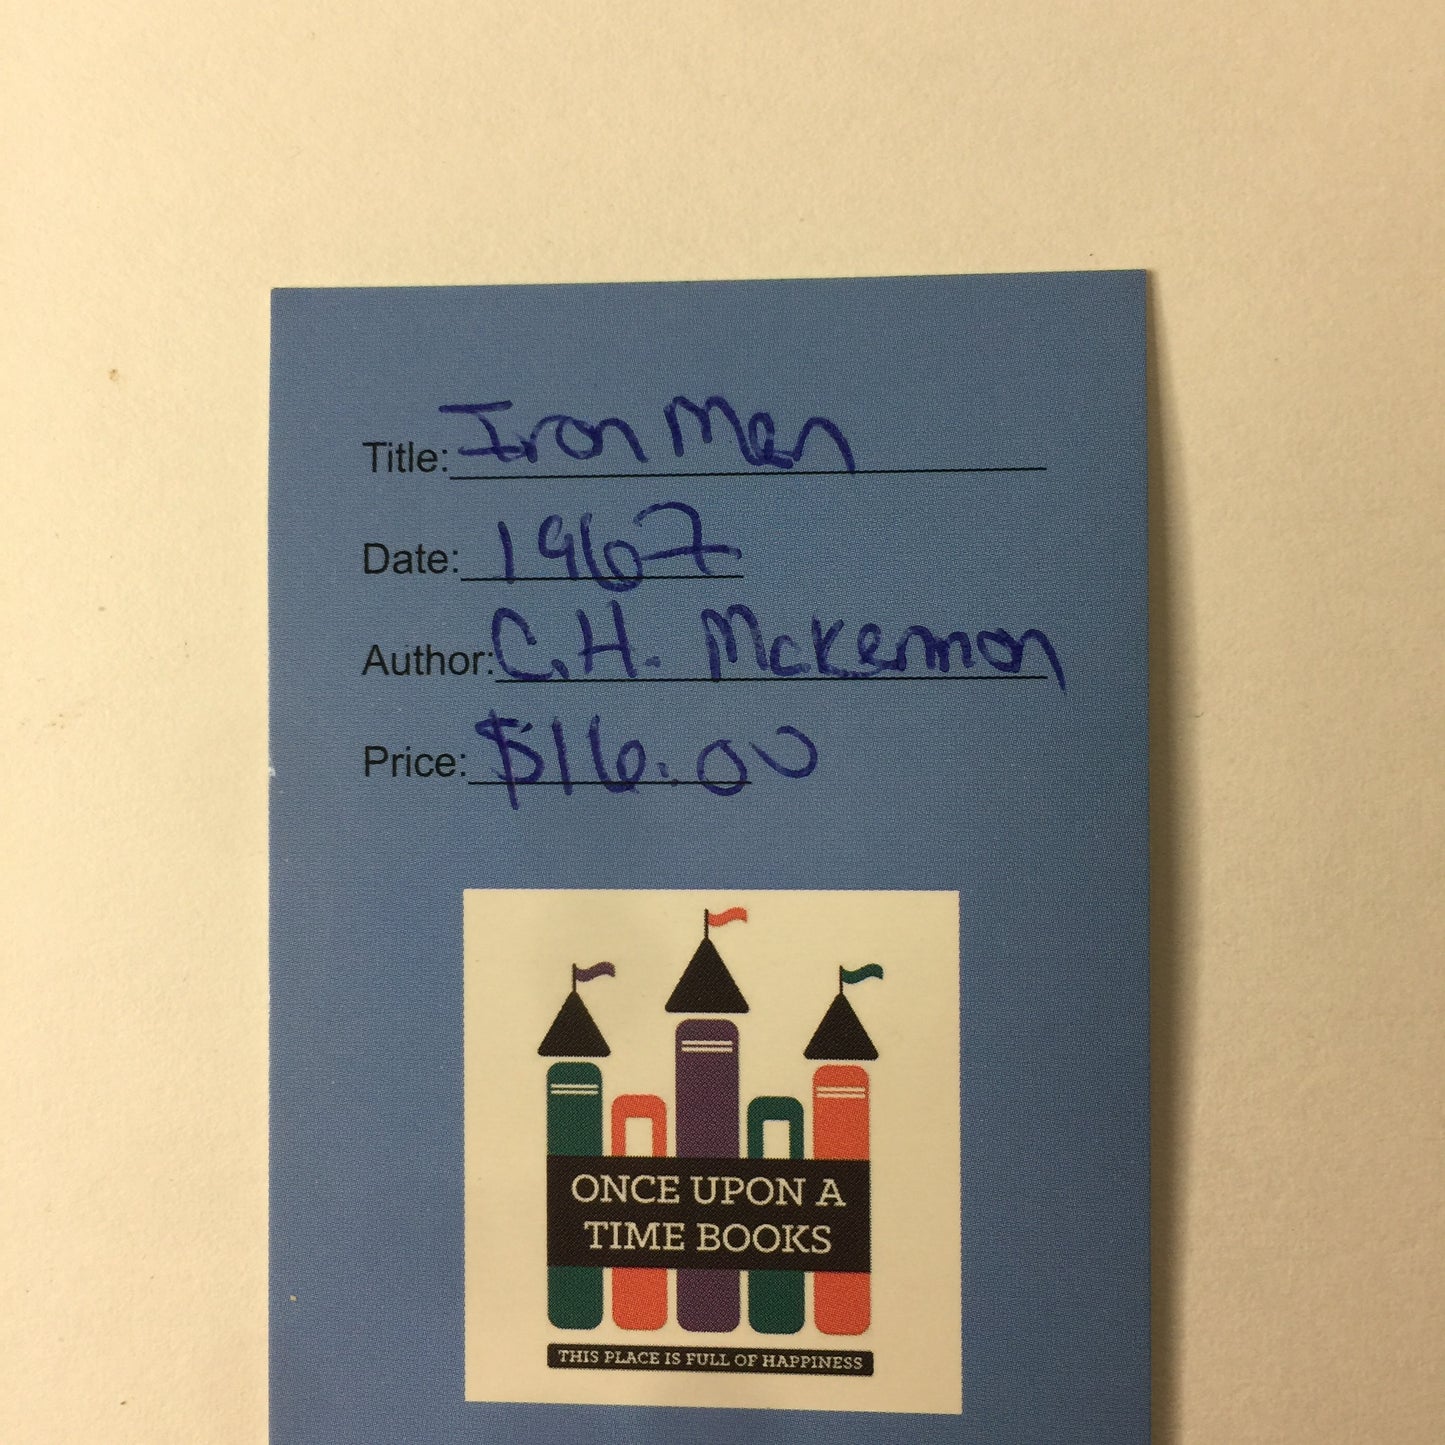 Title: Iron Men
Date: 1967
Author: C.H. McKennon
Price: $16.00
ONCE UPON A
TIME BOOKS
THIS PLACE IS FULL OF HAPPINESS